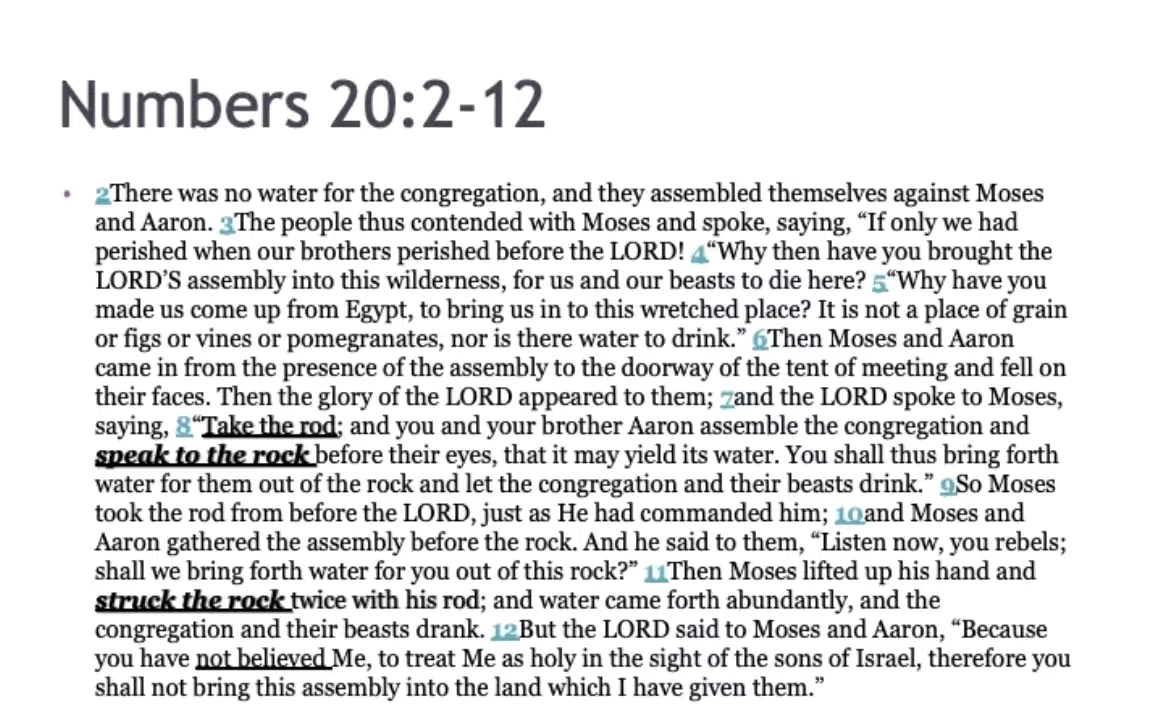 Numbers 20:2-12
• 2There was no water for the congregation, and they assembled themselves against Moses
and Aaron. 3The people thus contended with Moses and spoke, saying, “If only we had
perished when our brothers perished before the LORD! 4“Why then have you brought the
LORD’S assembly into this wilderness, for us and our beasts to die here? 5“Why have you
made us come up from Egypt, to bring us in to this wretched place? It is not a place of grain
or figs or vines or pomegranates, nor is there water to drink.” 6Then Moses and Aaron
came in from the presence of the assembly to the doorway of the tent of meeting and fell on
their faces. Then the glory of the LORD appeared to them; 7and the LORD spoke to Moses,
saying, 8“Take the rod; and you and your brother Aaron assemble the congregation and
speak to the rock before their eyes, that it may yield its water. You shall thus bring forth
water for them out of the rock and let the congregation and their beasts drink.” 9So Moses
took the rod from before the LORD, just as He had commanded him; 10and Moses and
Aaron gathered the assembly before the rock. And he said to them, “Listen now, you rebels;
shall we bring forth water for you out of this rock?” 11Then Moses lifted up his hand and
struck the rock twice with his rod; and water came forth abundantly, and the
congregation and their beasts drank. 12But the LORD said to Moses and Aaron, “Because
you have not believed Me, to treat Me as holy in the sight of the sons of Israel, therefore you
shall not bring this assembly into the land which I have given them.”